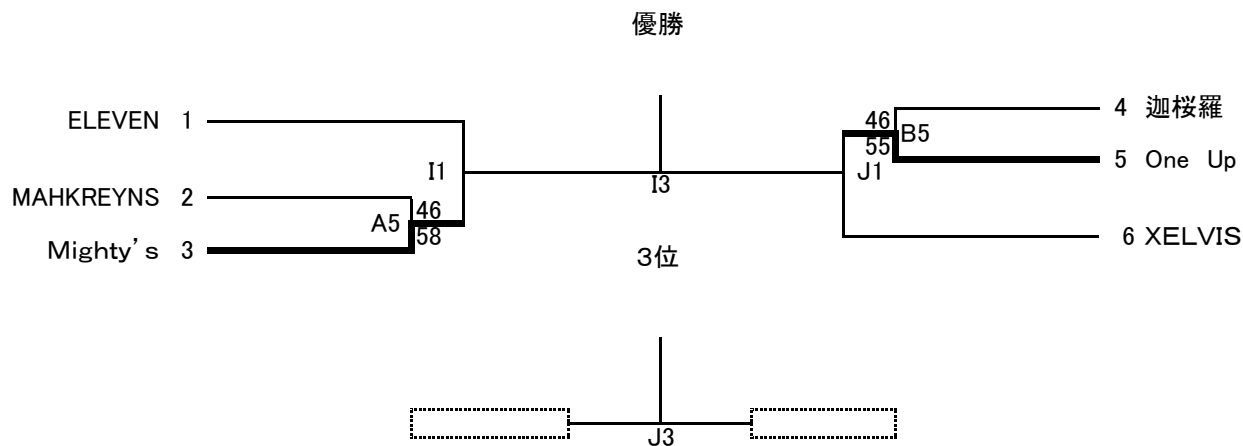 優勝
ELEVEN 1
4 迦桜羅
46
B5
55
5 One Up
I1
J1
I3
MAHKREYNS 2
46
A5
58
6 XELVIS
Mighty's 3
3位
J3